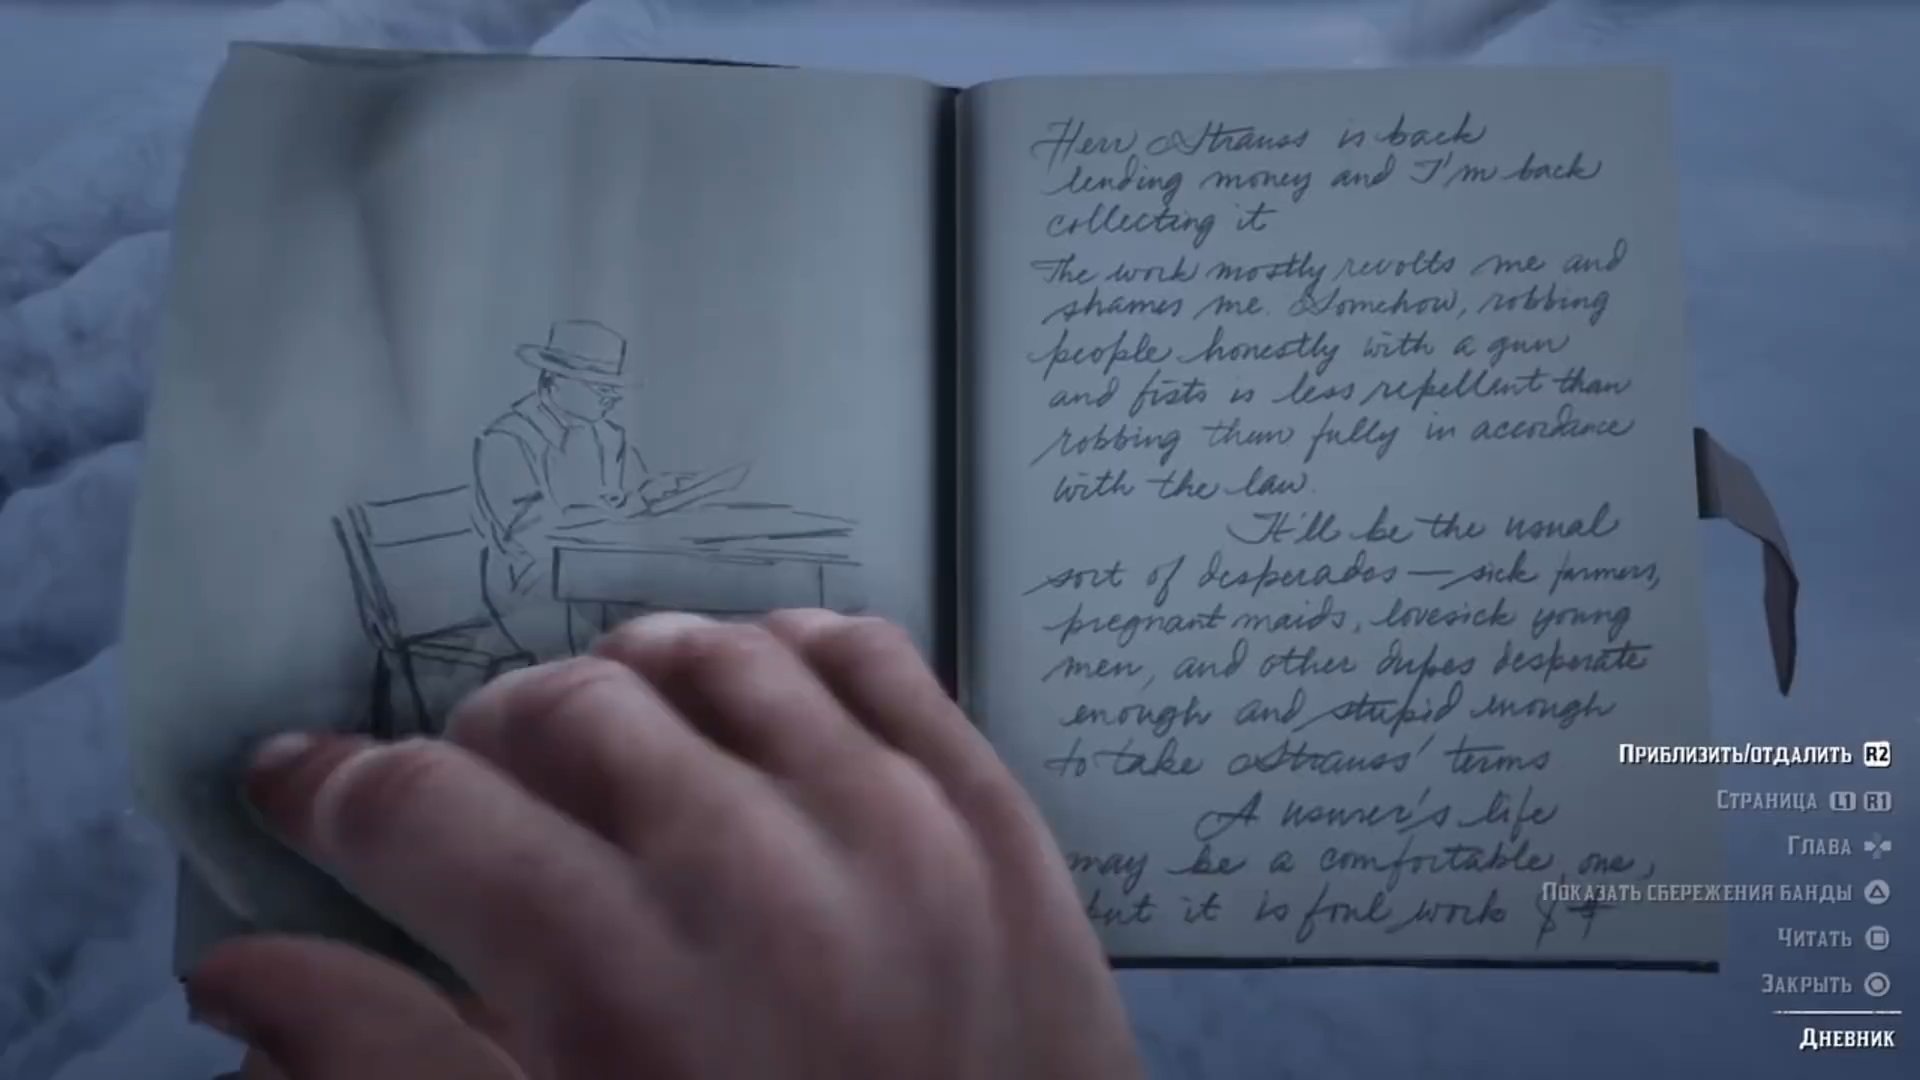 Herr Strauss is back
lending money and I'm back
collecting it
The work mostly revolts me and
shames me. Somehow, robbing
people honestly with a gun
and fists is less repellent than
robbing them fully in accordance
with the law.
It'll be the usual
sort of desperados — sick farmers,
pregnant maids, lovesick young
men, and other dupes desperate
enough and stupid enough
to take Strauss' terms
A usurer's life
may be a comfortable one,
but it is foul work
Приблизить/отдалить R2
Страница L1 R1
Глава
Показать сбережения банды
Читать
Закрыть
Дневник